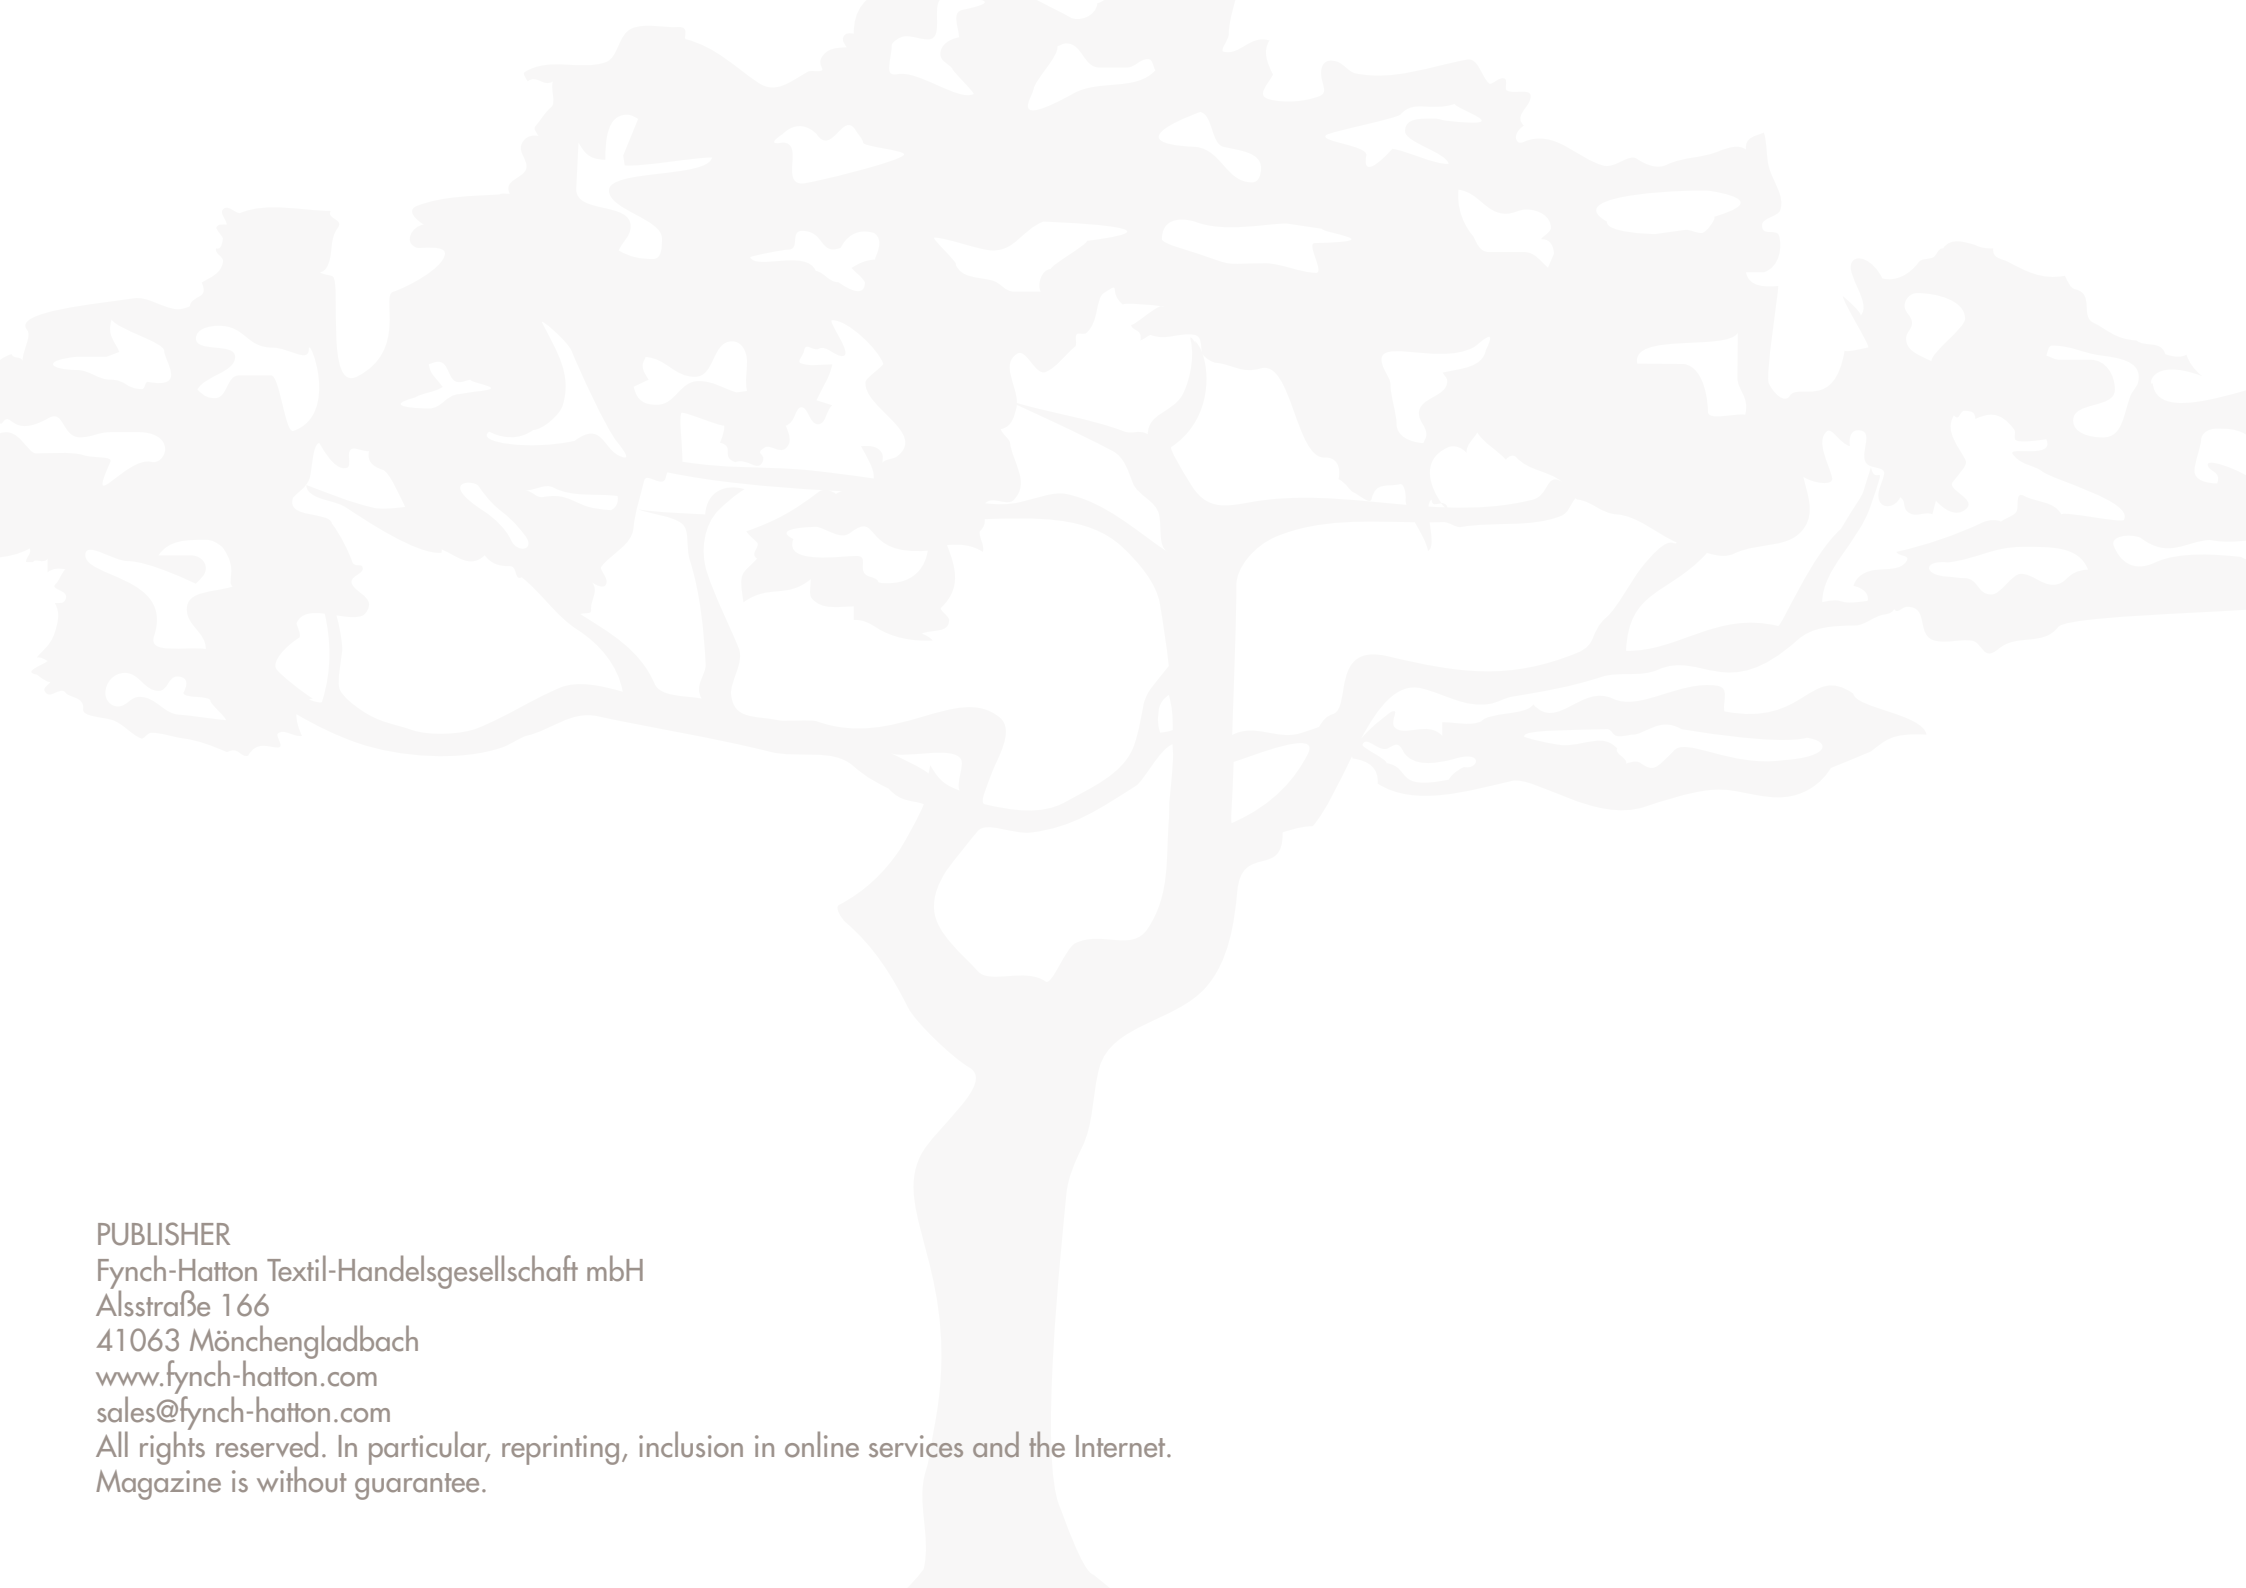 PUBLISHER
Fynch-Hatton Textil-Handelsgesellschaft mbH
Alsstraße 166
41063 Mönchengladbach
www.fynch-hatton.com
sales@fynch-hatton.com
All rights reserved. In particular, reprinting, inclusion in online services and the Internet.
Magazine is without guarantee.